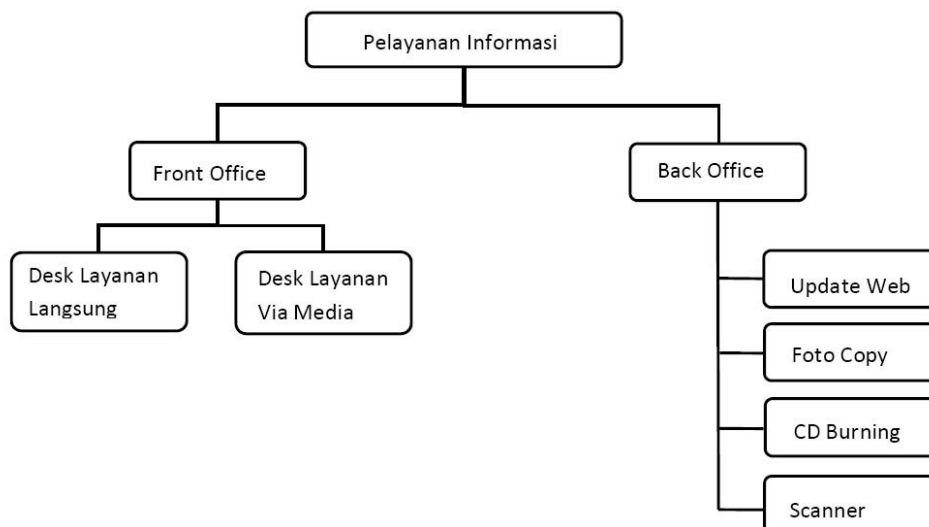 Pelayanan Informasi
Front Office
Back Office
Desk Layanan
Langsung
Desk Layanan
Via Media
Update Web
Foto Copy
CD Burning
Scanner